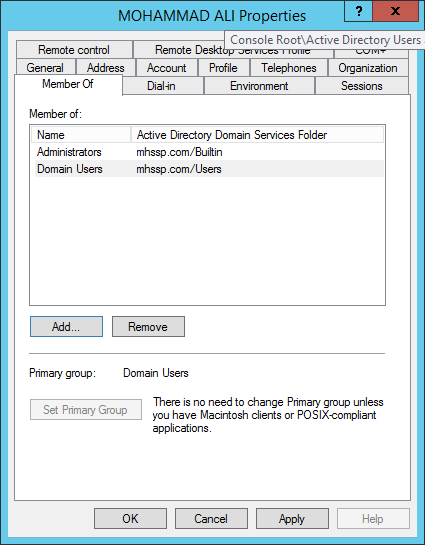 MOHAMMAD ALI Properties
? x
Remote control Remote Desktop Services Profile COM+
Console Root\Active Directory Users
General Address Account Profile Telephones Organization
Member Of Dial-in Environment Sessions
Member of:
Name Active Directory Domain Services Folder
Administrators mhssp.com/Builtin
Domain Users mhssp.com/Users
Add... Remove
Primary group: Domain Users
Set Primary Group There is no need to change Primary group unless
you have Macintosh clients or POSIX-compliant
applications.
OK Cancel Apply Help